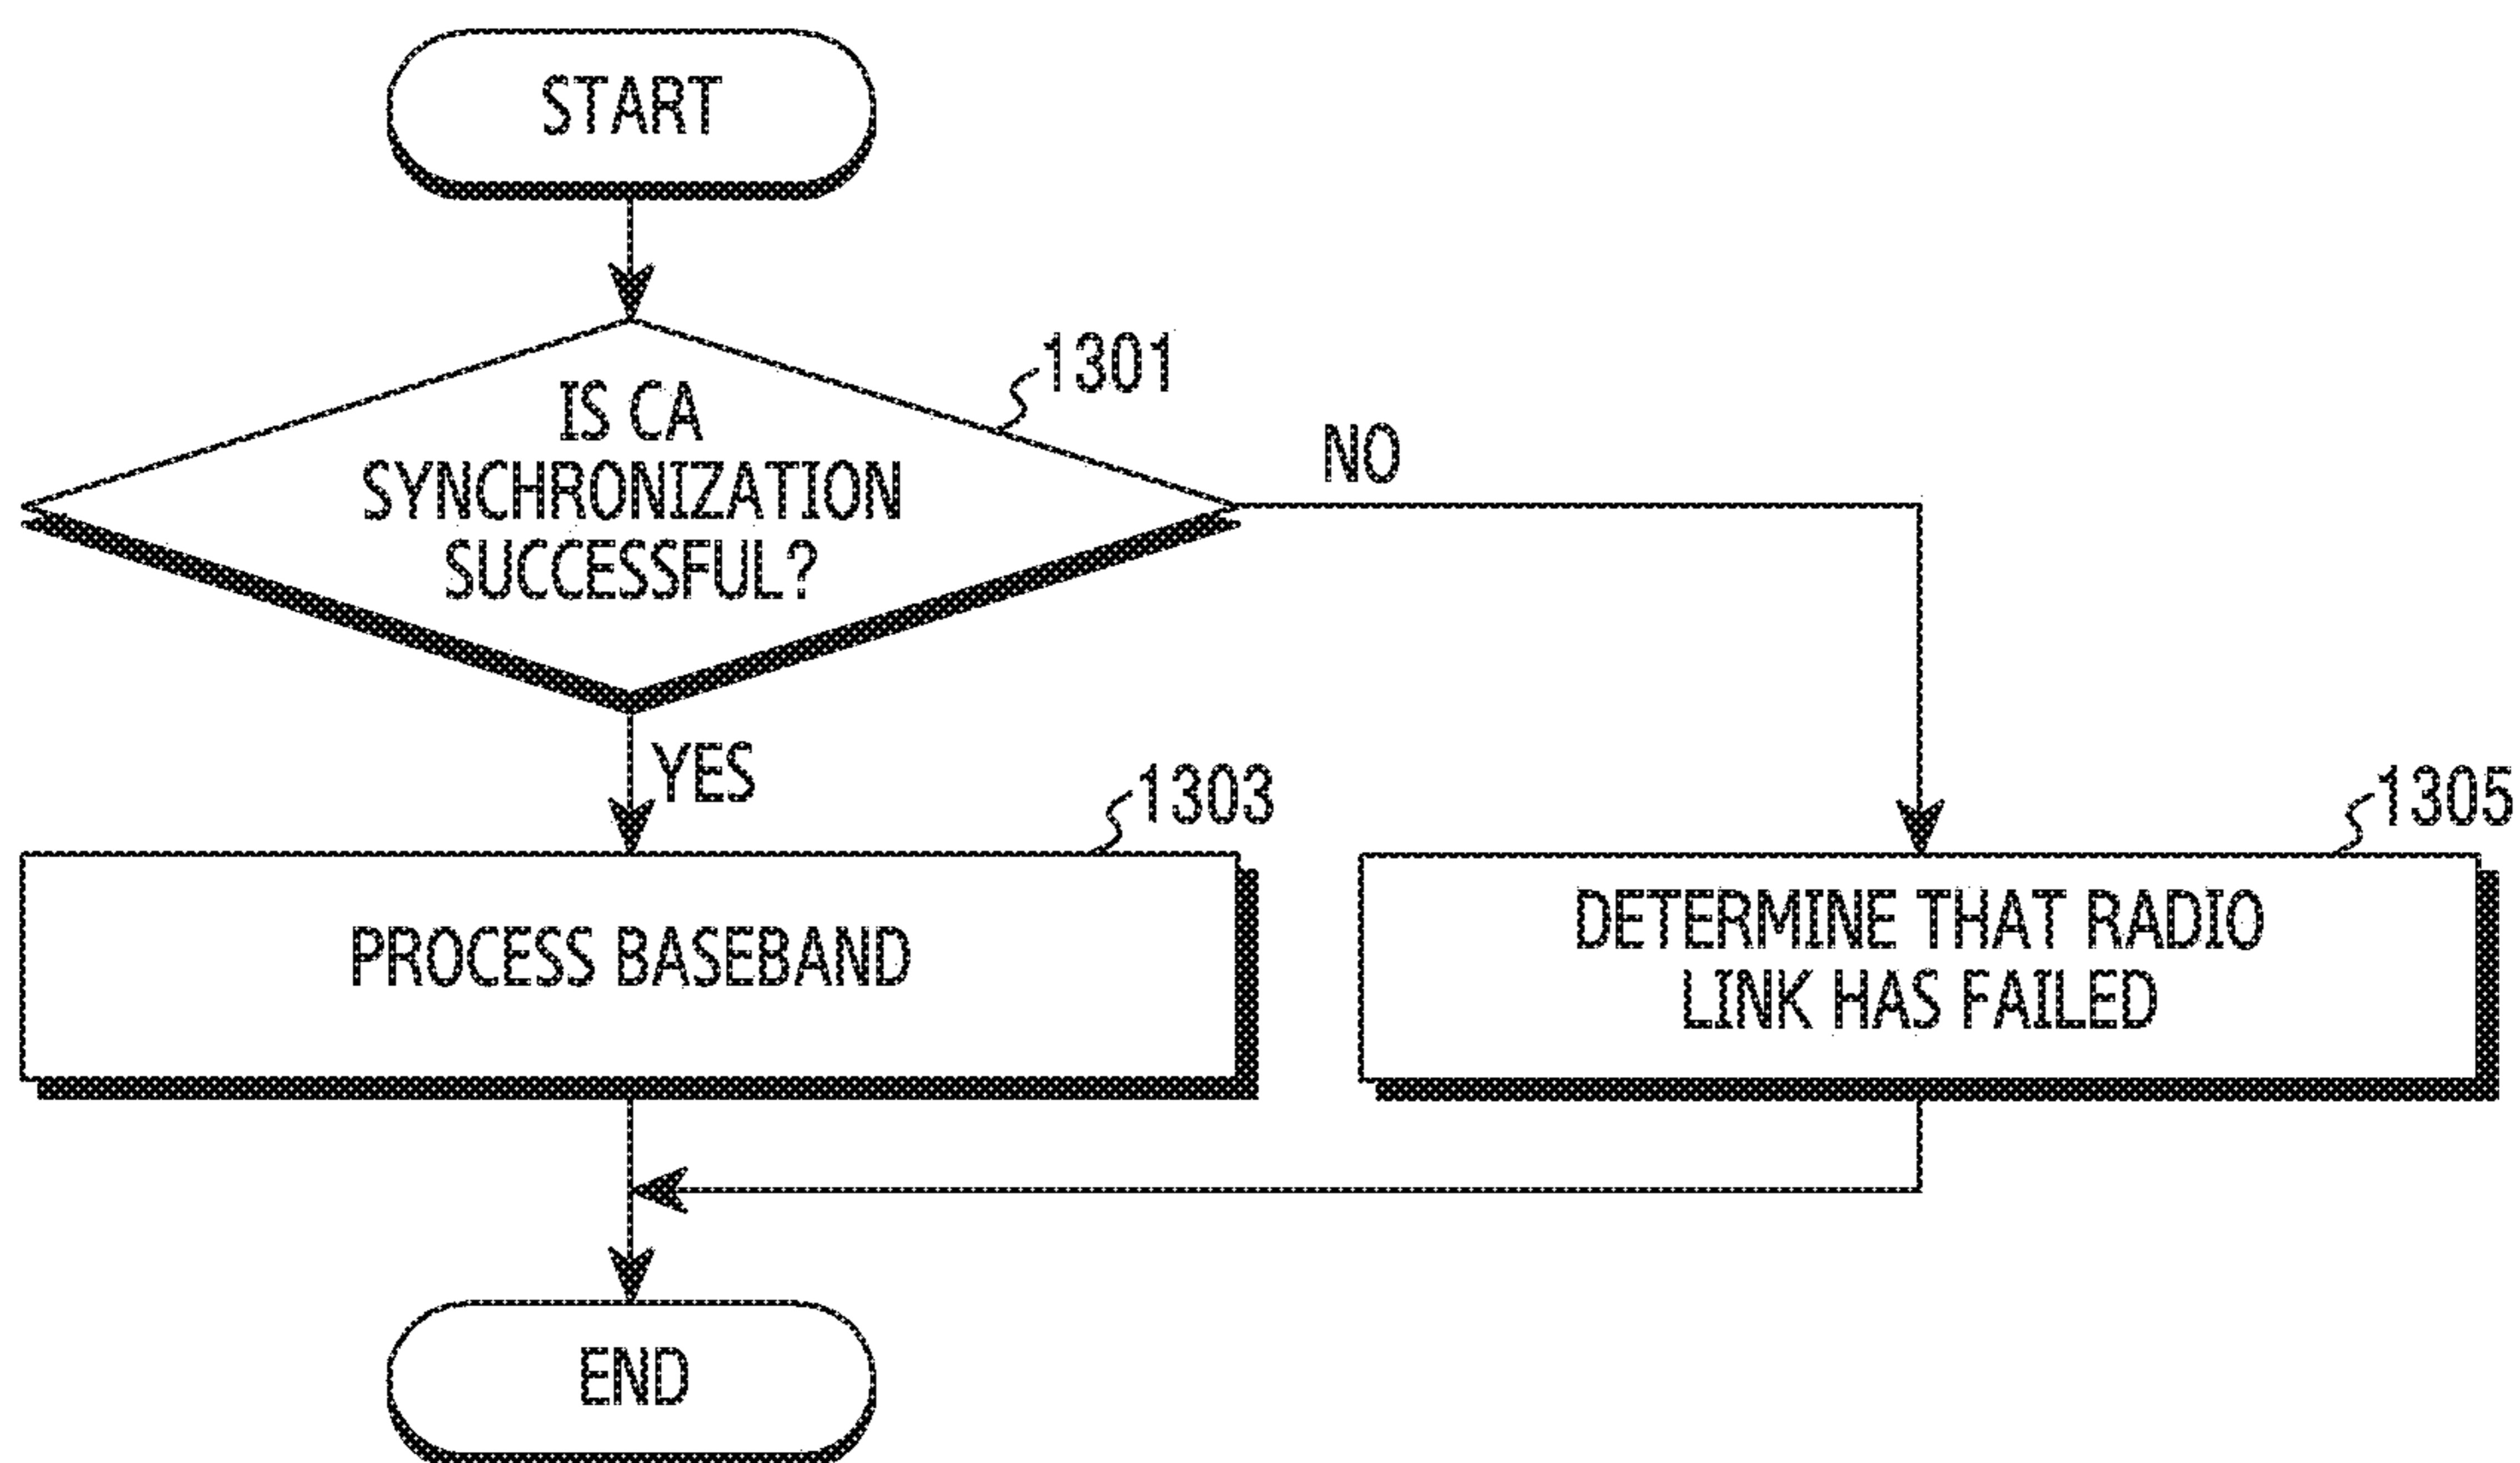 START
1301
IS CA
SYNCHRONIZATION
SUCCESSFUL?
NO
YES
1303
PROCESS BASEBAND
1305
DETERMINE THAT RADIO
LINK HAS FAILED
END